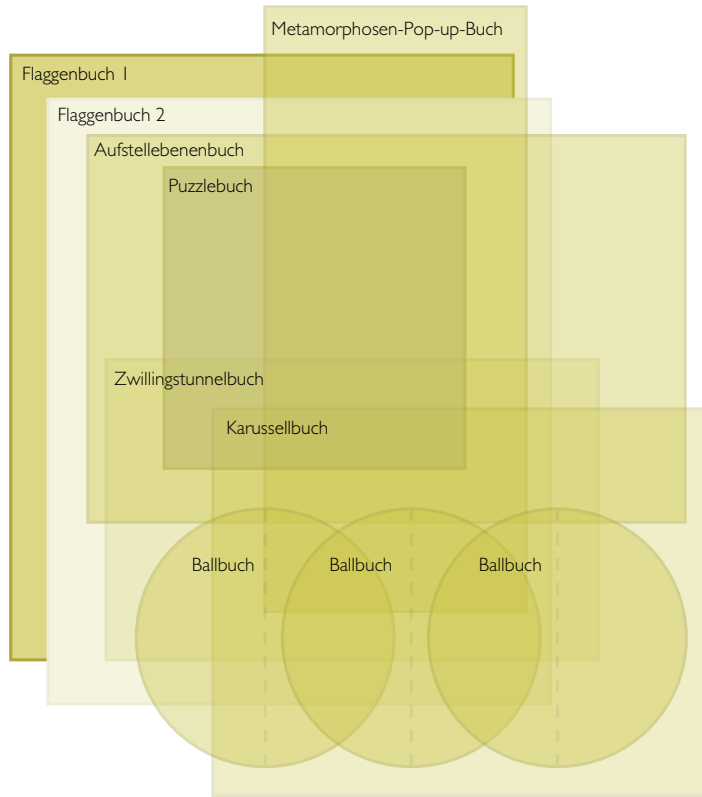 Metamorphosen-Pop-up-Buch
Flaggenbuch 1
Flaggenbuch 2
Aufstellebenenbuch
Puzzlebuch
Zwillingstunnelbuch
Karussellbuch
Ballbuch
Ballbuch
Ballbuch